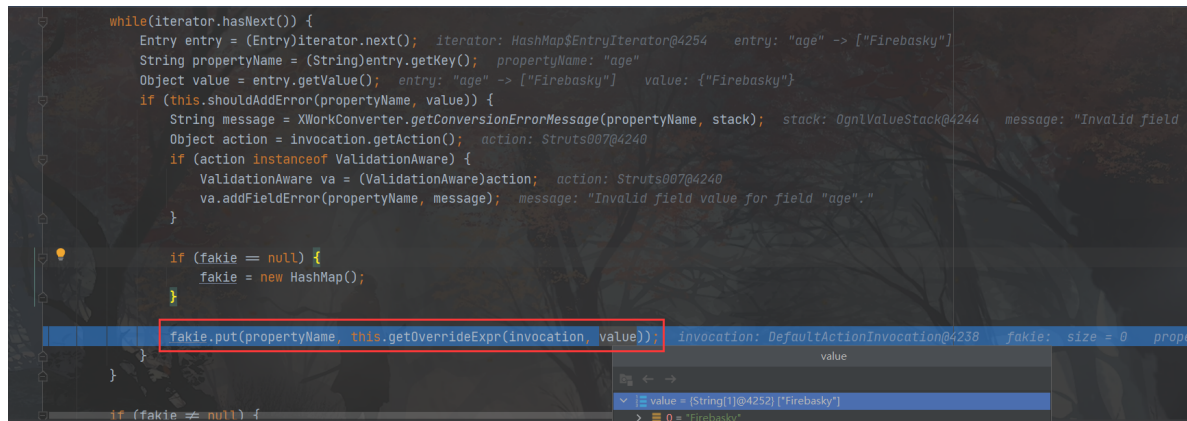 while(iterator.hasNext()) {
Entry entry = (Entry)iterator.next();   iterator: HashMap$EntryIterator@4254   entry: "age" -> ["Firebasky"]
String propertyName = (String)entry.getKey();   propertyName: "age"
Object value = entry.getValue();   entry: "age" -> ["Firebasky"]   value: {"Firebasky"}
if (this.shouldAddError(propertyName, value)) {
String message = XWorkConverter.getConversionErrorMessage(propertyName, stack);   stack: OgnlValueStack@4244   message: "Invalid field
Object action = invocation.getAction();   action: Struts007@4240
if (action instanceof ValidationAware) {
ValidationAware va = (ValidationAware)action;   action: Struts007@4240
va.addFieldError(propertyName, message);   message: "Invalid field value for field "age"."
}
if (fakie == null) {
fakie = new HashMap();
}
fakie.put(propertyName, this.getOverrideExpr(invocation, value));   invocation: DefaultActionInvocation@4238   fakie:  size = 0   prope
}
value
}
value = {String[1]@4252} ["Firebasky"]
if (fakie ≠ null) {
0 = "Firebasky"